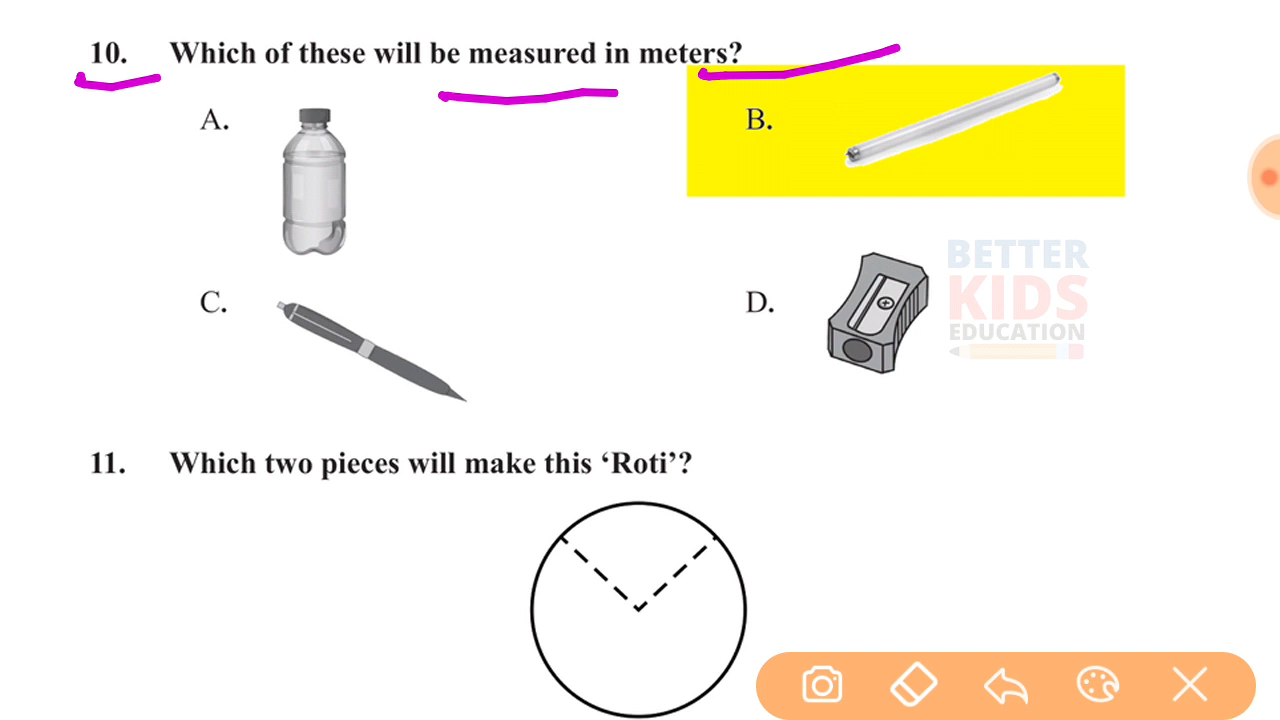 10. Which of these will be measured in meters?
A.
B.
C.
D.
BETTER
KIDS
EDUCATION
11. Which two pieces will make this ‘Roti’?